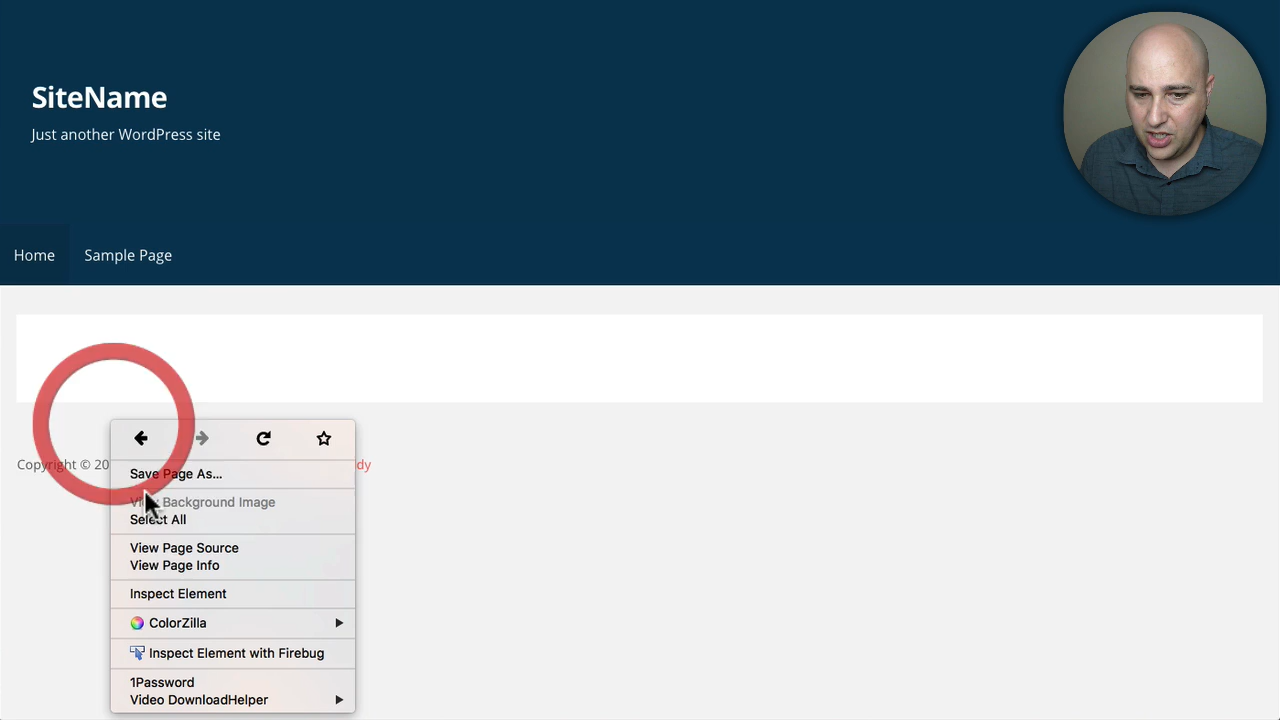 SiteName
Just another WordPress site
Home
Sample Page
Copyright © 20
dy
Save Page As...
View Background Image
Select All
View Page Source
View Page Info
Inspect Element
ColorZilla
Inspect Element with Firebug
1Password
Video DownloadHelper